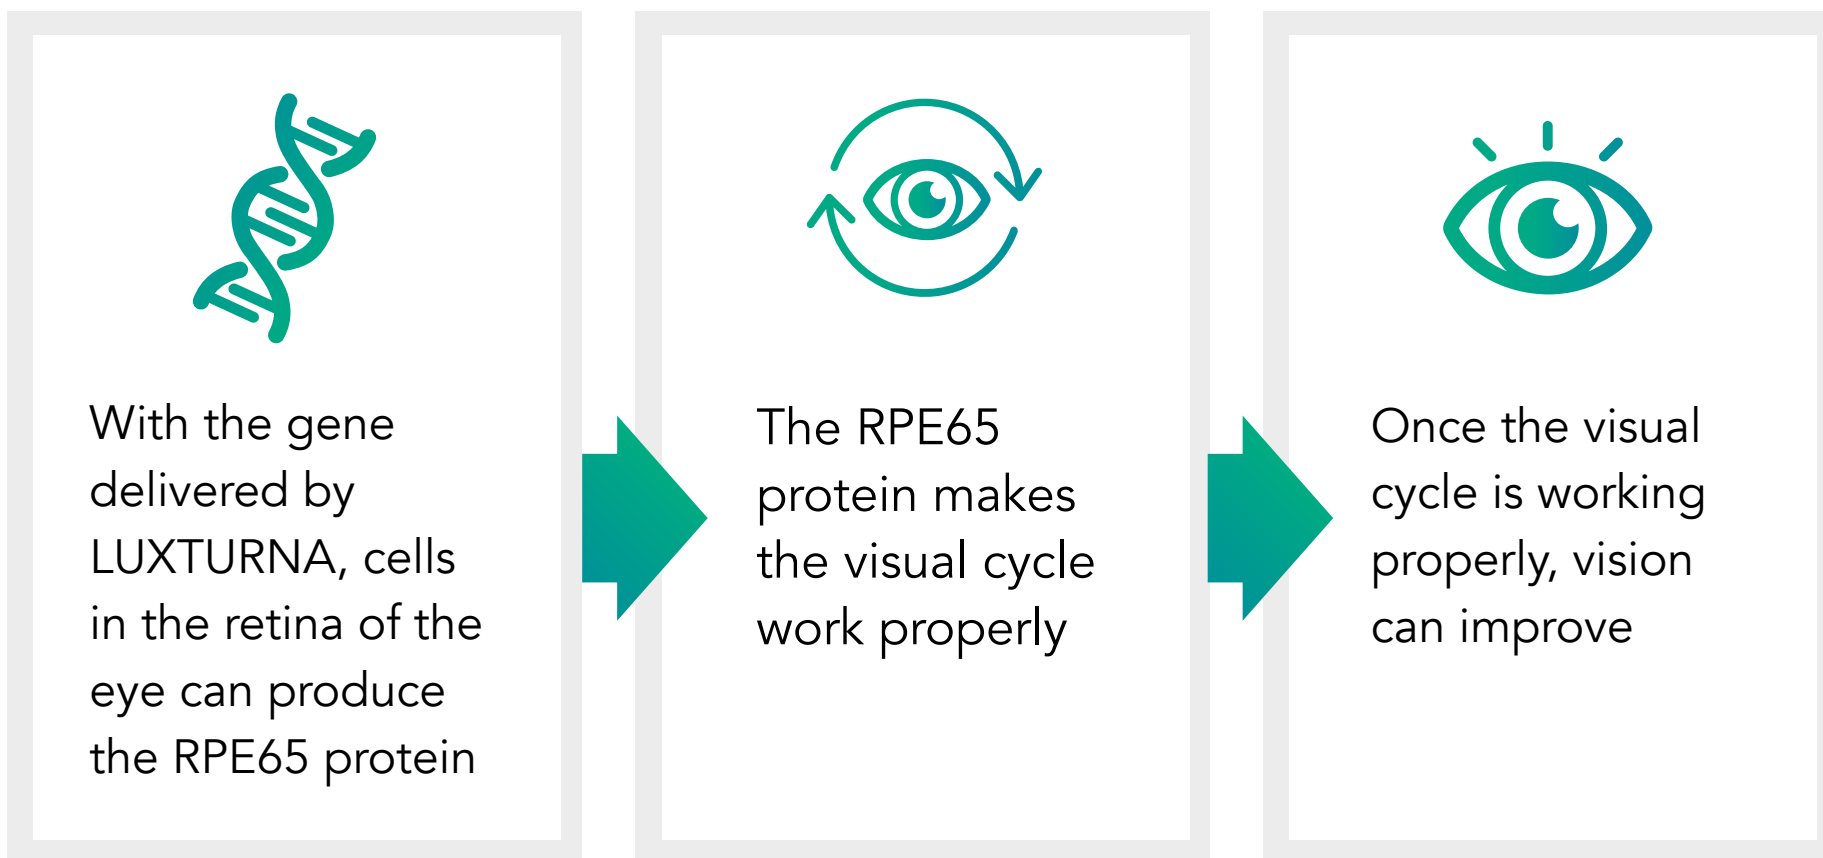 With the gene
delivered by
LUXTURNA, cells
in the retina of the
eye can produce
the RPE65 protein
The RPE65
protein makes
the visual cycle
work properly
Once the visual
cycle is working
properly, vision
can improve